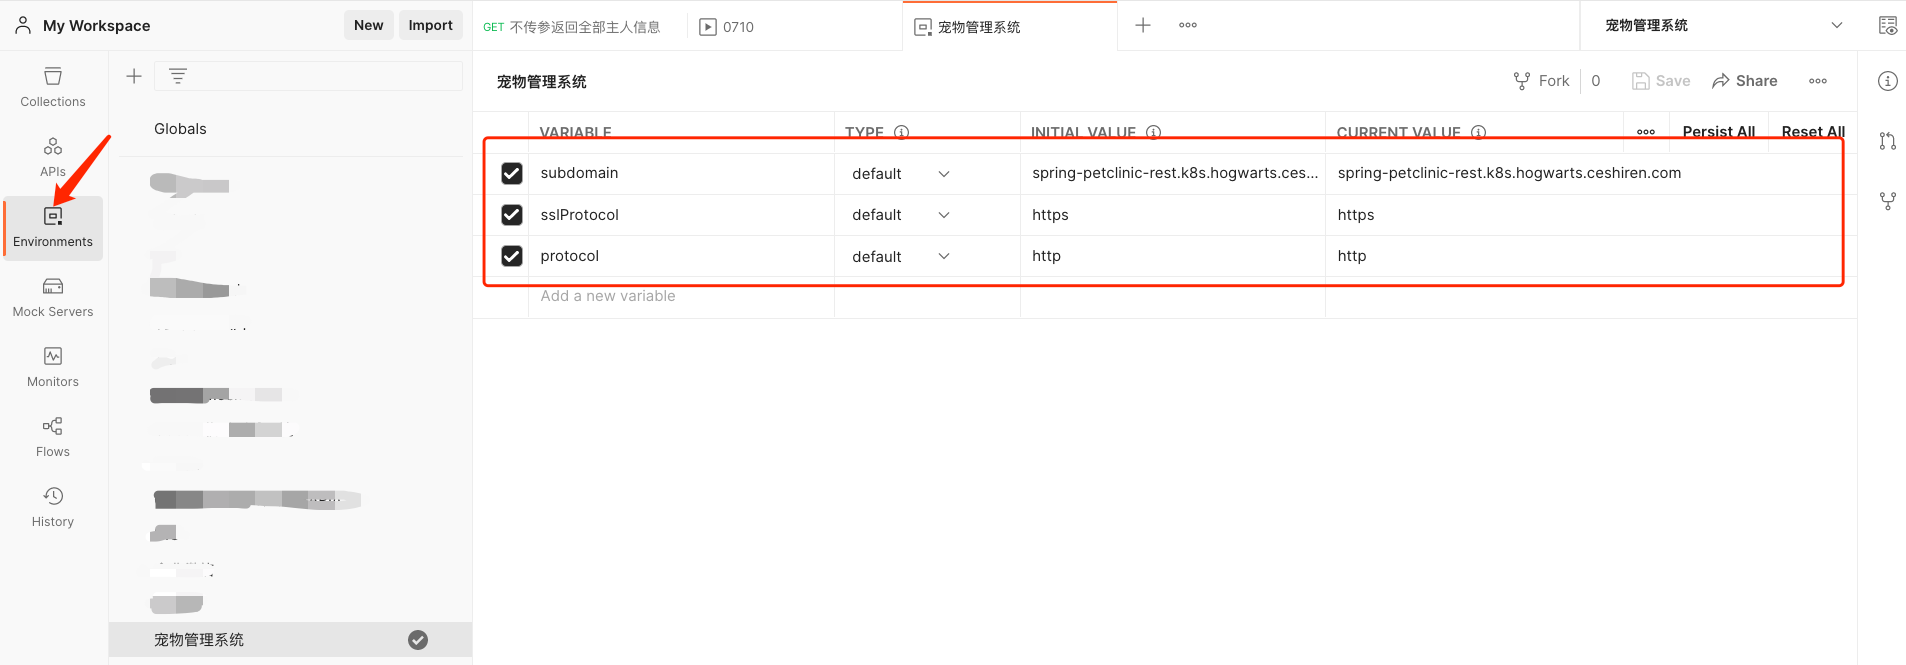 My Workspace New Import GET 不传参返回全部主人信息 0710 宠物管理系统 宠物管理系统
Collections
APIs
Environments
Mock Servers
Monitors
Flows
History
Globals
宠物管理系统
宠物管理系统 Fork 0 Save Share
VARIABLE TYPE INITIAL VALUE CURRENT VALUE Persist All Reset All
subdomain default spring-petclinic-rest.k8s.hogwarts.ces... spring-petclinic-rest.k8s.hogwarts.ceshiren.com
sslProtocol default https https
protocol default http http
Add a new variable